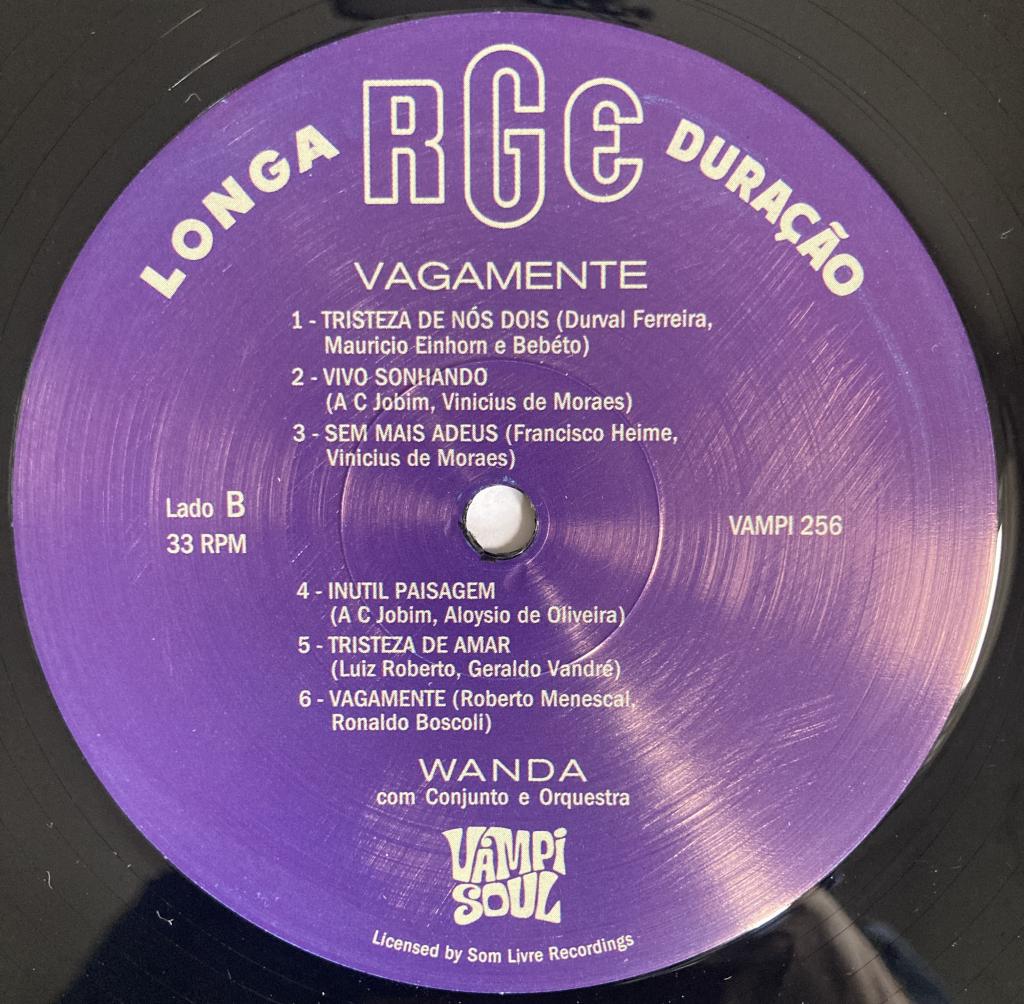 LONGA RGE DURAÇÃO
VAGAMENTE
1 - TRISTEZA DE NÓS DOIS (Durval Ferreira,
Mauricio Einhorn e Bebéto)
2 - VIVO SONHANDO
(A C Jobim, Vinicius de Moraes)
3 - SEM MAIS ADEUS (Francisco Heime,
Vinicius de Moraes)
Lado B
33 RPM
VAMPI 256
4 - INUTIL PAISAGEM
(A C Jobim, Aloysio de Oliveira)
5 - TRISTEZA DE AMAR
(Luiz Roberto, Geraldo Vandré)
6 - VAGAMENTE (Roberto Menescal,
Ronaldo Boscoli)
WANDA
com Conjunto e Orquestra
VAMPI
SOUL
Licensed by Som Livre Recordings